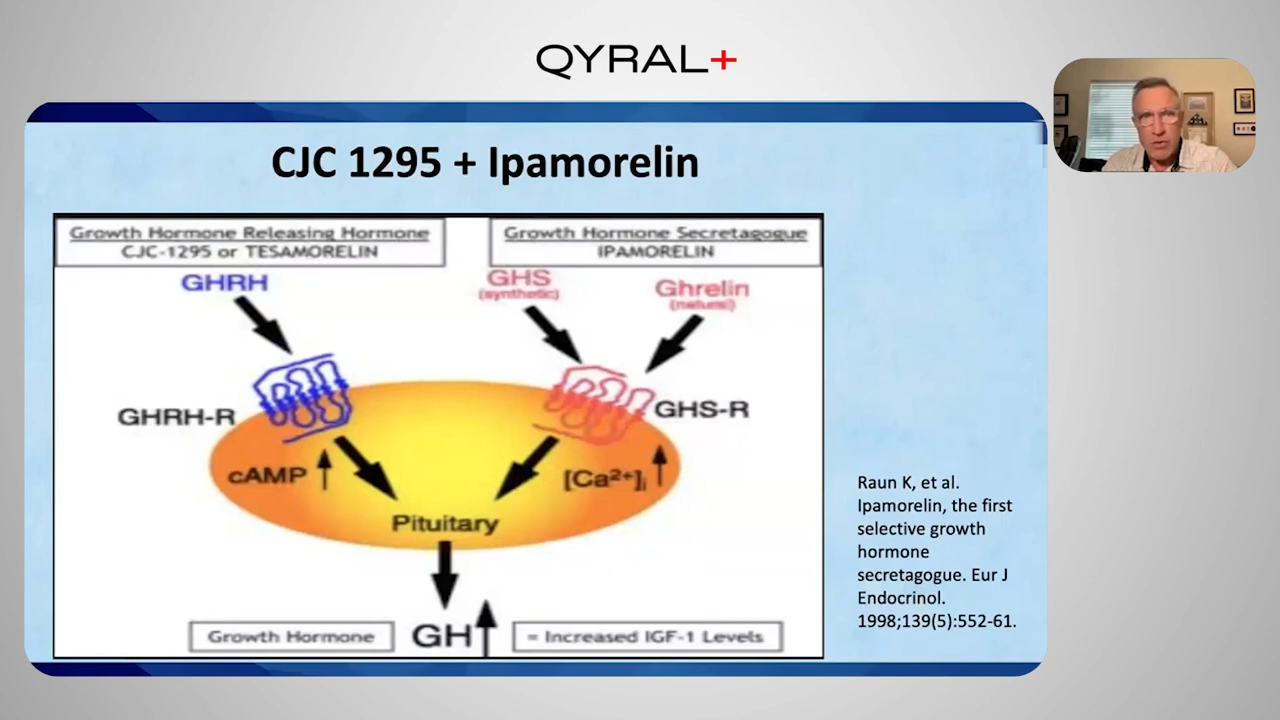 QYRAL+
CJC 1295 + Ipamorelin
Growth Hormone Releasing Hormone
CJC-1295 or TESAMORELIN
Growth Hormone Secretagogue
IPAMORELIN
GHRH
GHS
(synthetic)
Ghrelin
(natural)
GHRH-R
GHS-R
cAMP
[Ca²⁺]ᵢ
Pituitary
Growth Hormone
GH
= Increased IGF-1 Levels
Raun K, et al.
Ipamorelin, the first
selective growth
hormone
secretagogue. Eur J
Endocrinol.
1998;139(5):552-61.